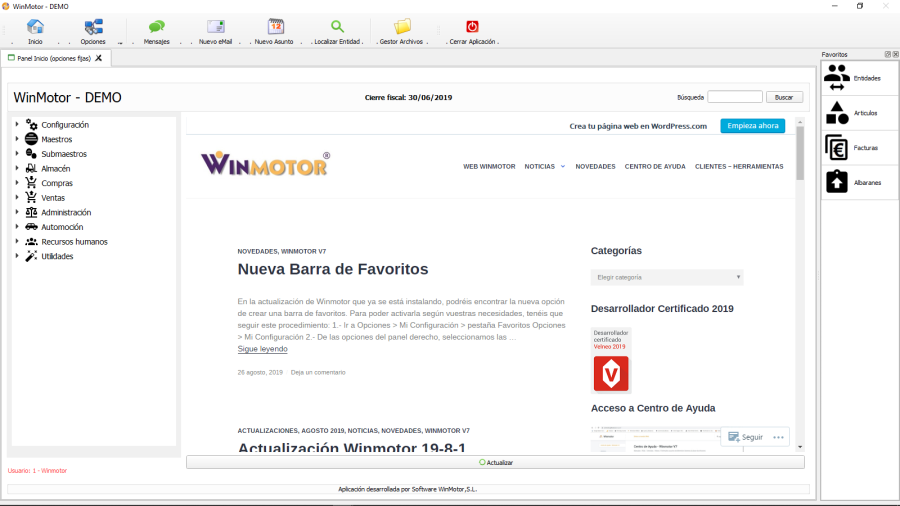 WinMotor - DEMO
Inicio
Opciones
Mensajes
Nuevo eMail
Nuevo Asunto
Localizar Entidad
Gestor Archivos
Cerrar Aplicación
Panel Inicio (opciones fijas)
Favoritos
WinMotor - DEMO
Cierre fiscal: 30/06/2019
Búsqueda
Buscar
Configuración
Maestros
Submaestros
Almacén
Compras
Ventas
Administración
Automoción
Recursos humanos
Utilidades
Crea tu página web en WordPress.com
Empieza ahora
WINMOTOR®
WEB WINMOTOR NOTICIAS NOVEDADES CENTRO DE AYUDA CLIENTES – HERRAMIENTAS
NOVEDADES, WINMOTOR V7
Nueva Barra de Favoritos
En la actualización de Winmotor que ya se está instalando, podréis encontrar la nueva opción
de crear una barra de favoritos. Para poder activarla según vuestras necesidades, tenéis que
seguir este procedimiento: 1.- Ir a Opciones > Mi Configuración > pestaña Favoritos Opciones
> Mi Configuración 2.- De las opciones del panel derecho, seleccionamos las …
Sigue leyendo
26 agosto, 2019 Deja un comentario
ACTUALIZACIONES, AGOSTO 2019, NOTICIAS, NOVEDADES, WINMOTOR V7
Actualización Winmotor 19-8-1
Categorías
Elegir categoría
Desarrollador Certificado 2019
Desarrollador
certificado
Velneo 2019
Acceso a Centro de Ayuda
Centro de Ayuda - Winmotor V7
Seguir
Actualizar
Usuario: 1 - Winmotor
Aplicación desarrollada por Software WinMotor,S.L.
Entidades
Articulos
Facturas
Albaranes